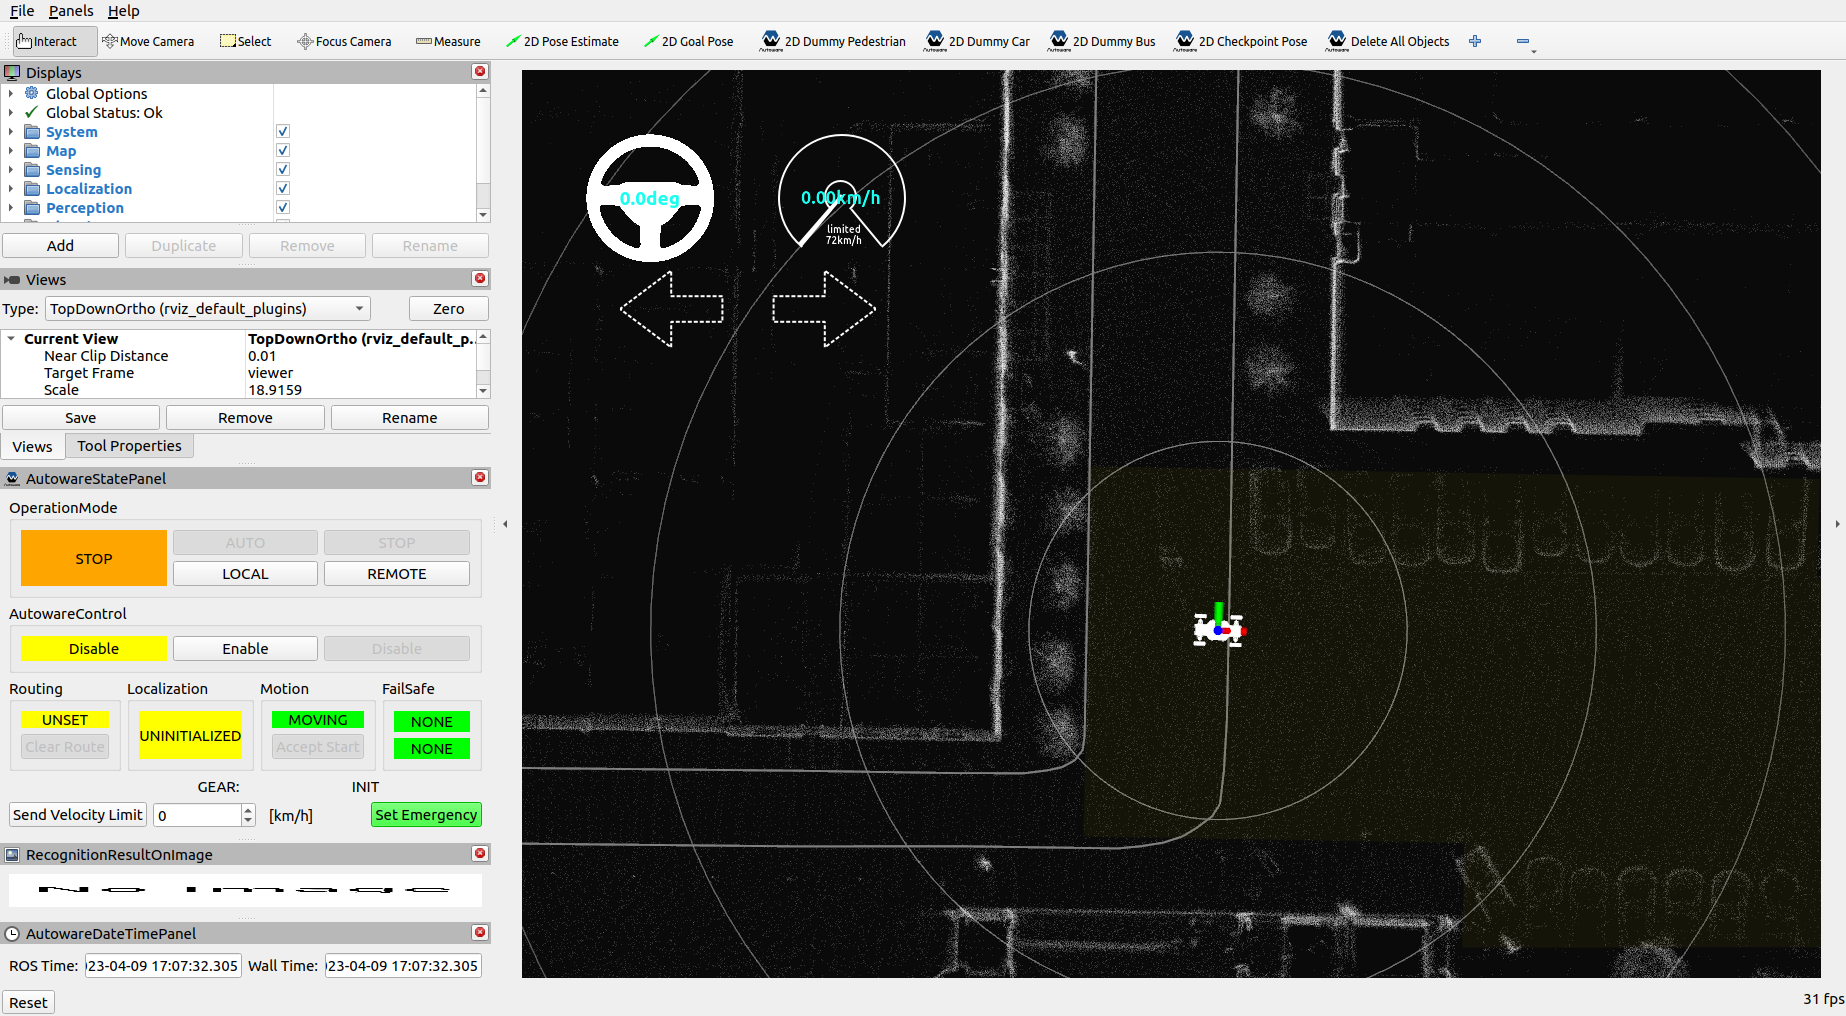 File Panels Help
Interact Move Camera Select Focus Camera Measure 2D Pose Estimate 2D Goal Pose 2D Dummy Pedestrian 2D Dummy Car 2D Dummy Bus 2D Checkpoint Pose Delete All Objects
Displays
Global Options
Global Status: Ok
System
Map
Sensing
Localization
Perception
Add Duplicate Remove Rename
Views
Type: TopDownOrtho (rviz_default_plugins) Zero
Current View TopDownOrtho (rviz_default_p...
Near Clip Distance 0.01
Target Frame viewer
Scale 18.9159
Save Remove Rename
Views Tool Properties
AutowareStatePanel
OperationMode
STOP AUTO STOP
LOCAL REMOTE
AutowareControl
Disable Enable Disable
Routing Localization Motion FailSafe
UNSET UNINITIALIZED MOVING NONE
Clear Route Accept Start NONE
GEAR: INIT
Send Velocity Limit 0 [km/h] Set Emergency
RecognitionResultOnImage
No Image
AutowareDateTimePanel
ROS Time: 23-04-09 17:07:32.305 Wall Time: 23-04-09 17:07:32.305
Reset
0.0deg
0.00km/h
limited
72km/h
31 fps